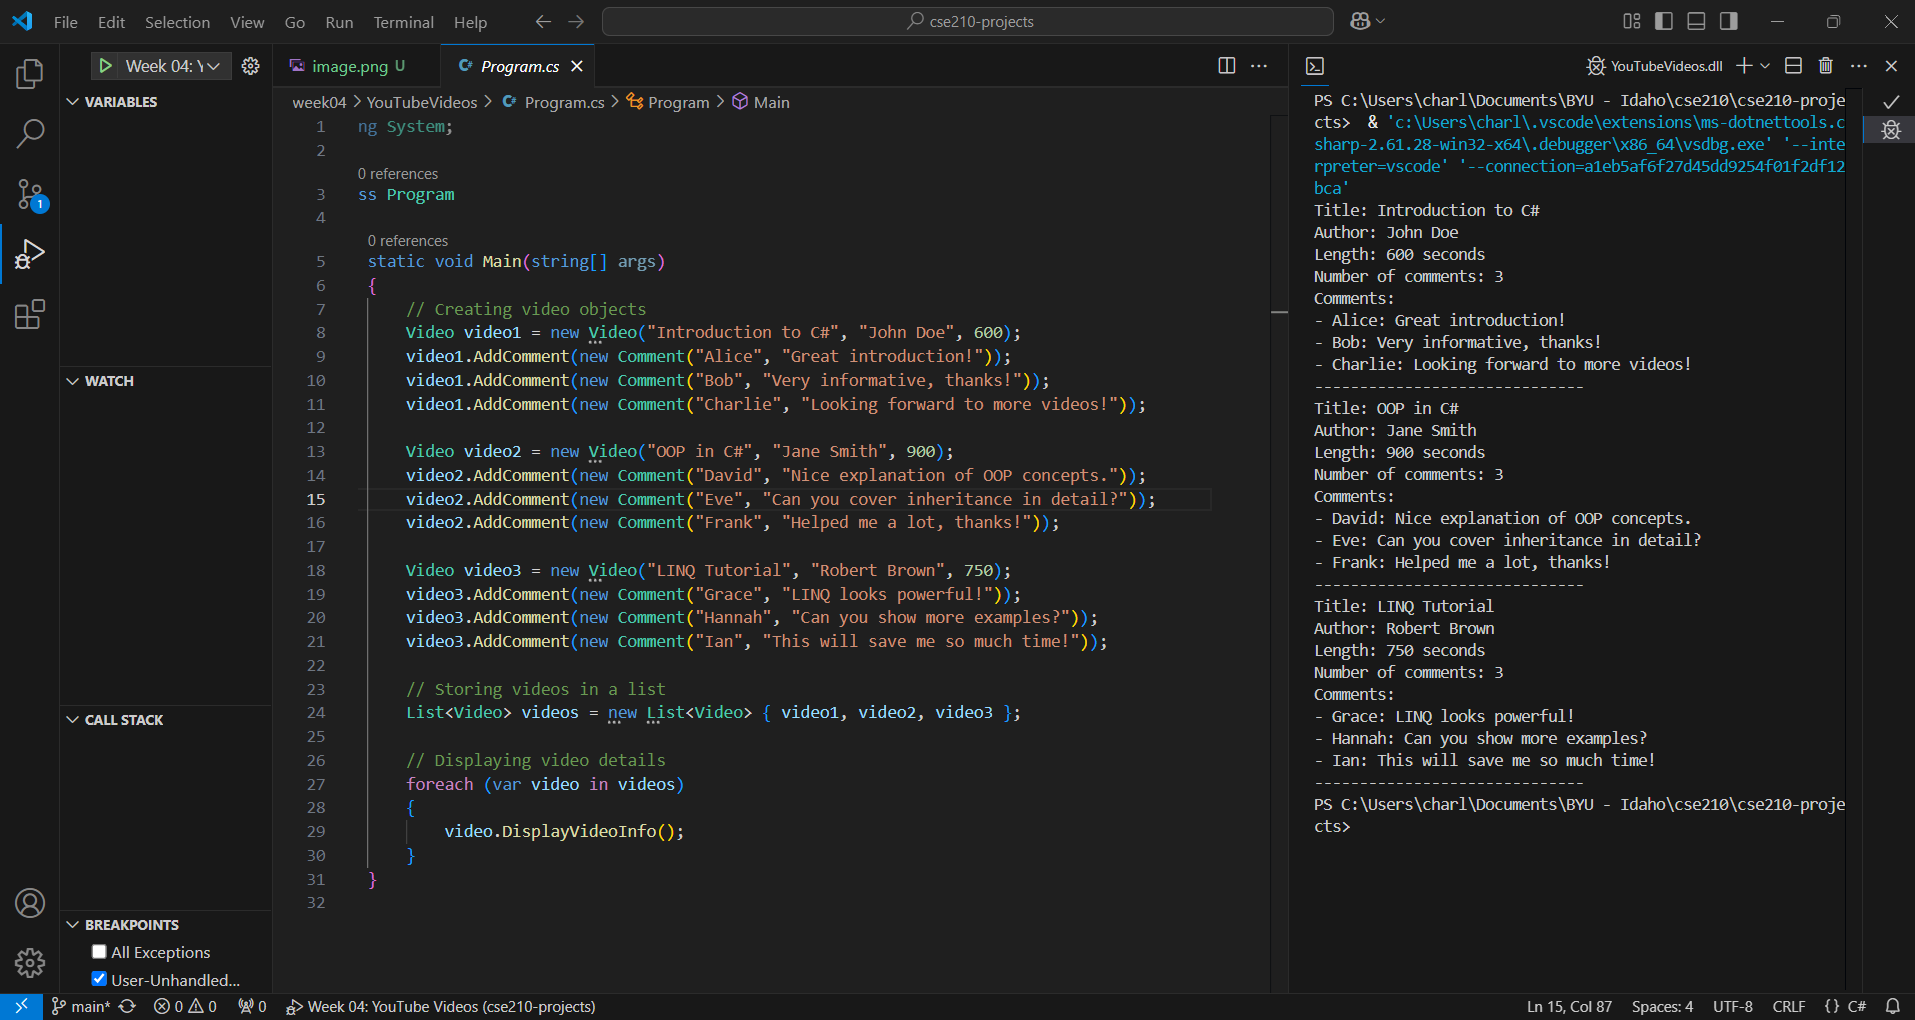 File Edit Selection View Go Run Terminal Help
cse210-projects
Week 04: Y
VARIABLES
WATCH
CALL STACK
BREAKPOINTS
All Exceptions
User-Unhandled...
image.png U
Program.cs
week04 > YouTubeVideos > Program.cs > Program > Main
1 ng System;
2
0 references
3 ss Program
4
0 references
5 static void Main(string[] args)
6 {
7 // Creating video objects
8 Video video1 = new Video("Introduction to C#", "John Doe", 600);
9 video1.AddComment(new Comment("Alice", "Great introduction!"));
10 video1.AddComment(new Comment("Bob", "Very informative, thanks!"));
11 video1.AddComment(new Comment("Charlie", "Looking forward to more videos!"));
12
13 Video video2 = new Video("OOP in C#", "Jane Smith", 900);
14 video2.AddComment(new Comment("David", "Nice explanation of OOP concepts."));
15 video2.AddComment(new Comment("Eve", "Can you cover inheritance in detail?"));
16 video2.AddComment(new Comment("Frank", "Helped me a lot, thanks!"));
17
18 Video video3 = new Video("LINQ Tutorial", "Robert Brown", 750);
19 video3.AddComment(new Comment("Grace", "LINQ looks powerful!"));
20 video3.AddComment(new Comment("Hannah", "Can you show more examples?"));
21 video3.AddComment(new Comment("Ian", "This will save me so much time!"));
22
23 // Storing videos in a list
24 List<Video> videos = new List<Video> { video1, video2, video3 };
25
26 // Displaying video details
27 foreach (var video in videos)
28 {
29 video.DisplayVideoInfo();
30 }
31 }
32
YouTubeVideos.dll
PS C:\Users\charl\Documents\BYU - Idaho\cse210\cse210-proje
cts>  & 'c:\Users\charl\.vscode\extensions\ms-dotnettools.c
sharp-2.61.28-win32-x64\.debugger\x86_64\vsdbg.exe' '--inte
rpreter=vscode' '--connection=a1eb5af6f27d45dd9254f01f2df12
bca'
Title: Introduction to C#
Author: John Doe
Length: 600 seconds
Number of comments: 3
Comments:
- Alice: Great introduction!
- Bob: Very informative, thanks!
- Charlie: Looking forward to more videos!
------------------------------
Title: OOP in C#
Author: Jane Smith
Length: 900 seconds
Number of comments: 3
Comments:
- David: Nice explanation of OOP concepts.
- Eve: Can you cover inheritance in detail?
- Frank: Helped me a lot, thanks!
------------------------------
Title: LINQ Tutorial
Author: Robert Brown
Length: 750 seconds
Number of comments: 3
Comments:
- Grace: LINQ looks powerful!
- Hannah: Can you show more examples?
- Ian: This will save me so much time!
------------------------------
PS C:\Users\charl\Documents\BYU - Idaho\cse210\cse210-proje
cts>
1
main* 0 0 0 Week 04: YouTube Videos (cse210-projects) Ln 15, Col 87 Spaces: 4 UTF-8 CRLF {} C#